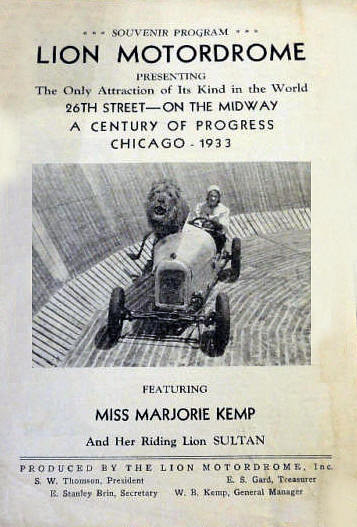 *** SOUVENIR PROGRAM ***
LION MOTORDROME
PRESENTING
The Only Attraction of Its Kind in the World
26TH STREET—ON THE MIDWAY
A CENTURY OF PROGRESS
CHICAGO - 1933
FEATURING
MISS MARJORIE KEMP
And Her Riding Lion SULTAN
PRODUCED BY THE LION MOTORDROME, Inc.
S. W. Thomson, President E. S. Gard, Treasurer
E. Stanley Brin, Secretary W. B. Kemp, General Manager